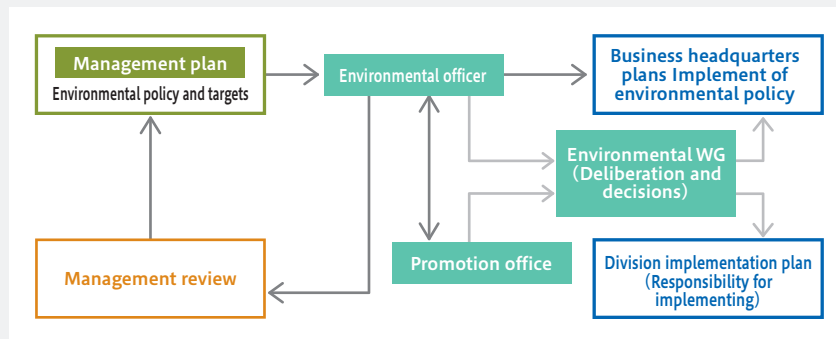 Management plan
Environmental policy and targets
Environmental officer
Business headquarters
plans Implement of
environmental policy
Environmental WG
(Deliberation and
decisions)
Management review
Promotion office
Division implementation plan
(Responsibility for
implementing)